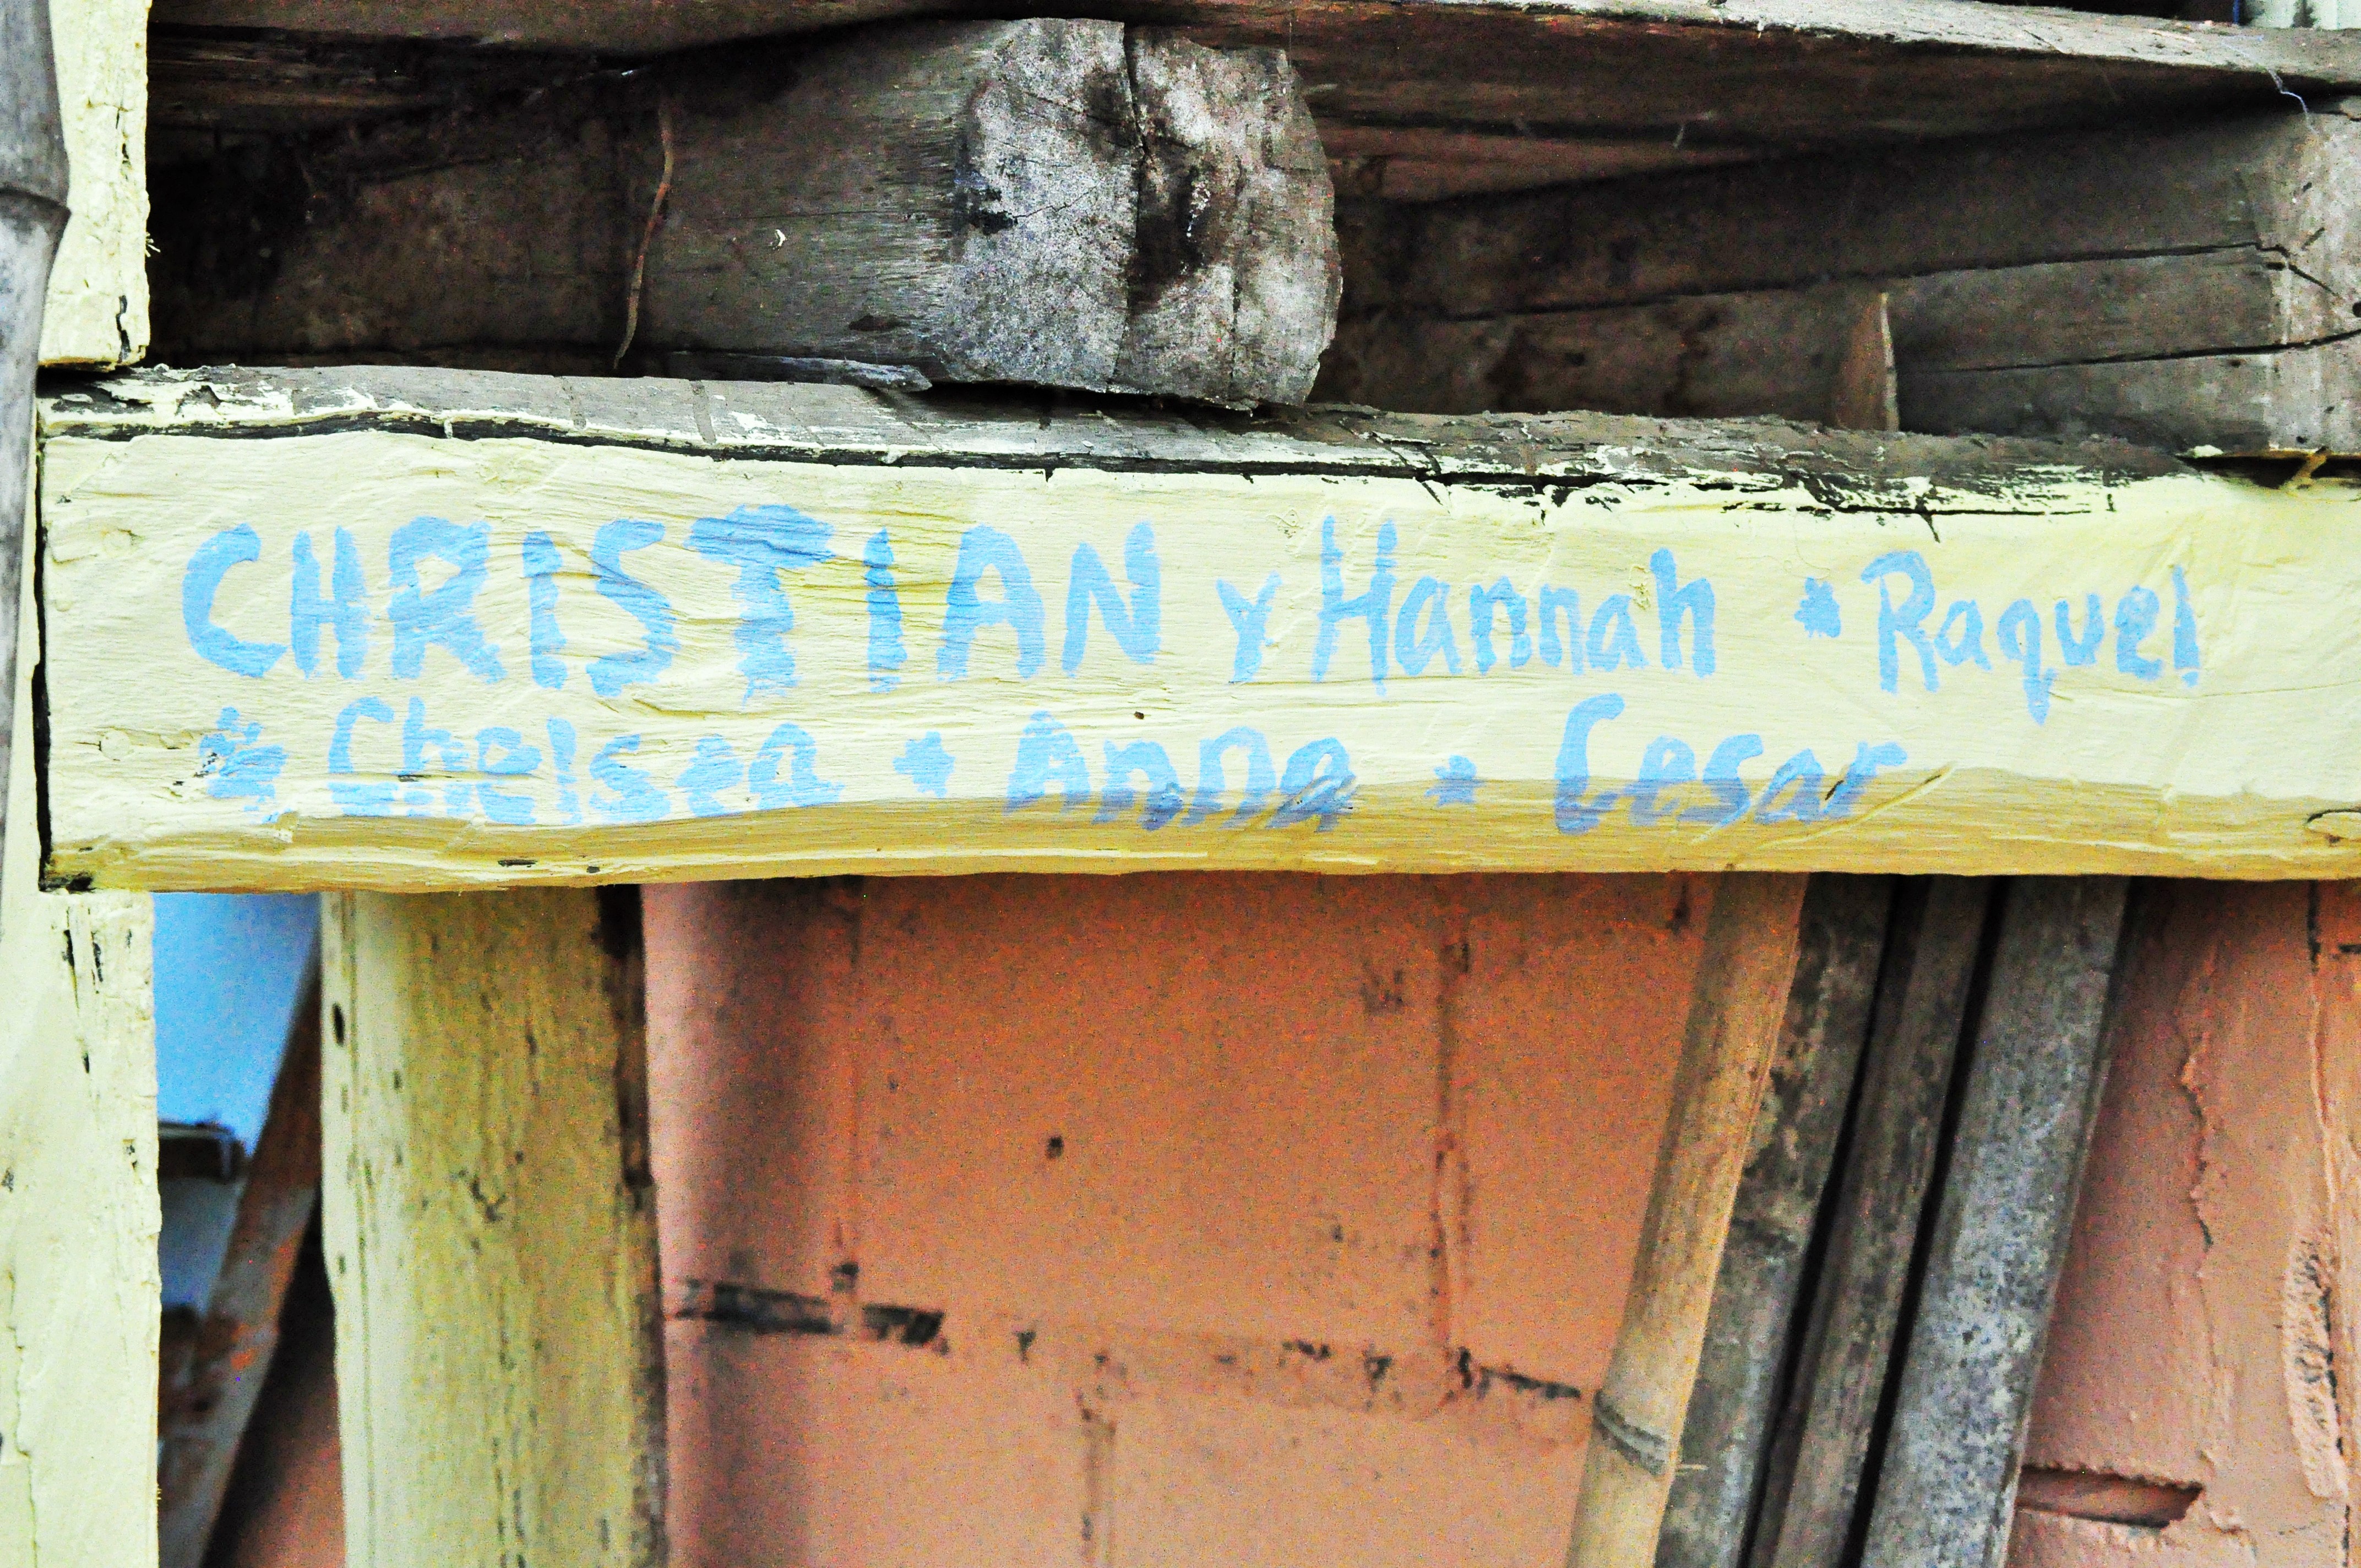 CHRISTIAN y Hannah * Raquel
* Chelsea * Anna * Cesar